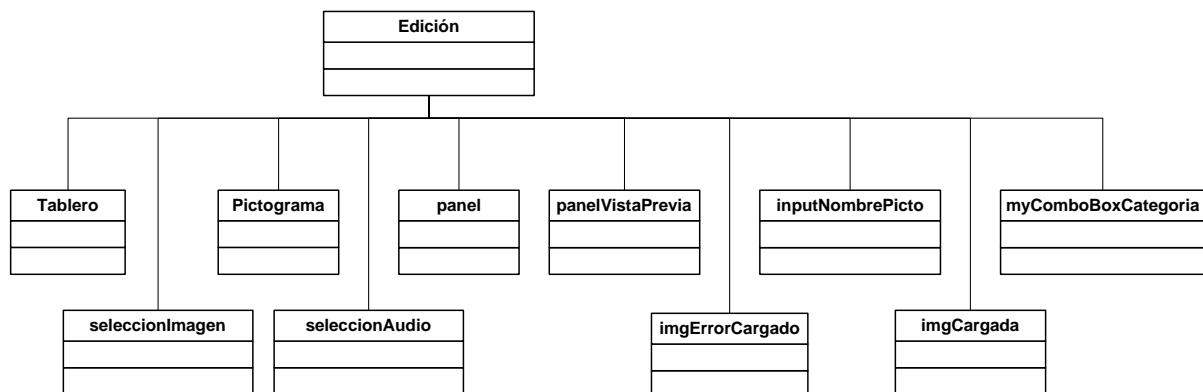 Edición
Tablero
Pictograma
panel
panelVistaPrevia
inputNombrePicto
myComboBoxCategoria
seleccionImagen
seleccionAudio
imgErrorCargado
imgCargada